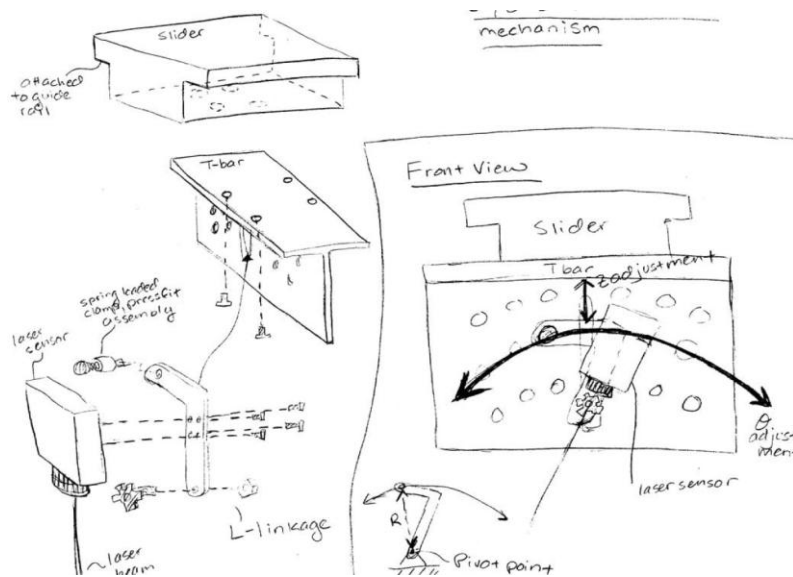 mechanism
Slider
attached
to guide
rail
T-bar
spring loaded
clamp, pressfit
assembly
laser
sensor
L-linkage
laser
beam
Front View
Slider
T bar
Z adjustment
θ
adjust-
ment
laser sensor
R
Pivot point